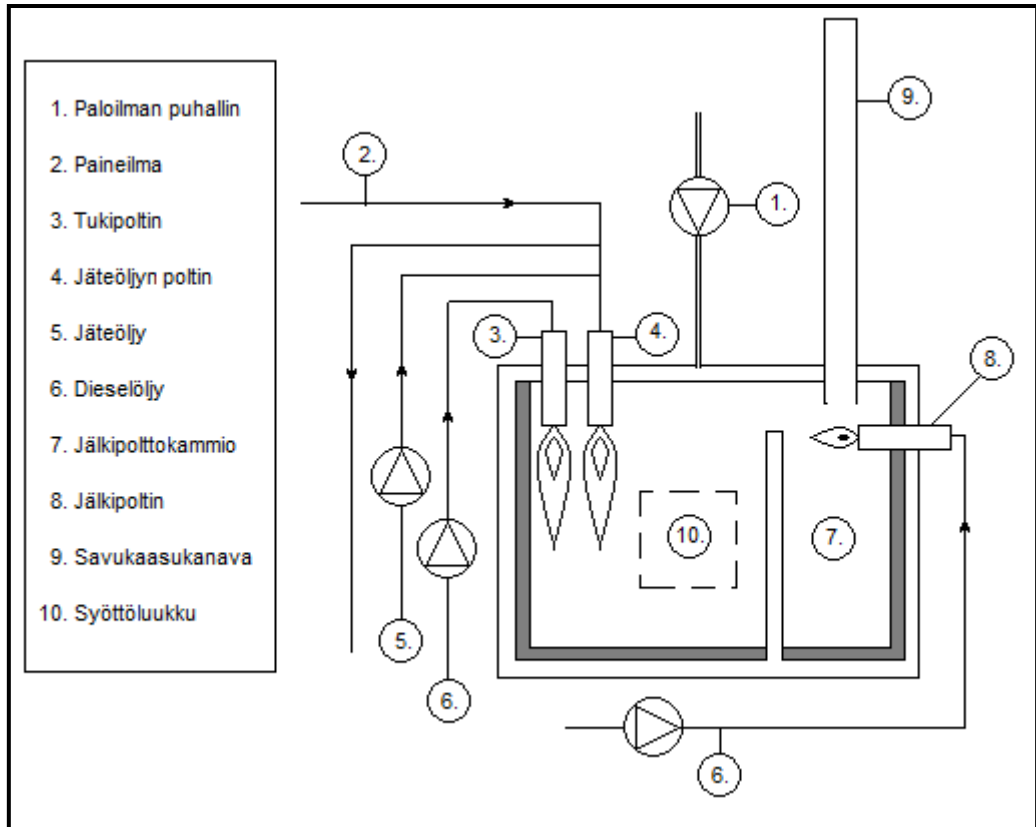 1. Paloilman puhallin
2. Paineilma
3. Tukipoltin
4. Jäteöljyn poltin
5. Jäteöljy
6. Dieselöljy
7. Jälkipolttokammio
8. Jälkipoltin
9. Savukaasukanava
10. Syöttöluukku
9.
2.
1.
3.
4.
8.
10.
7.
5.
6.
6.